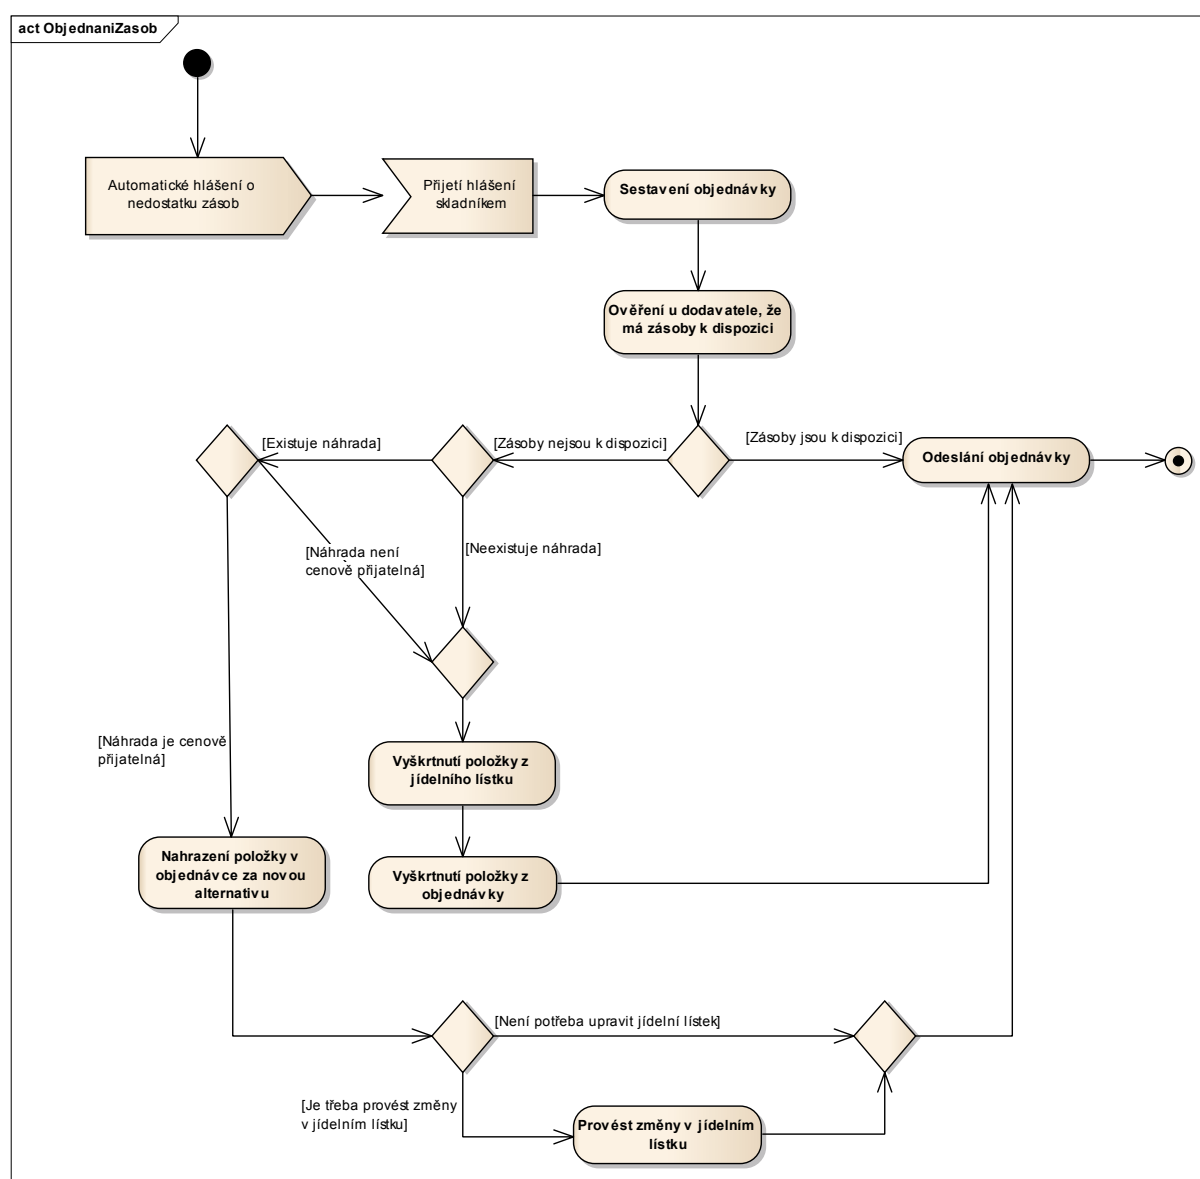 act ObjednaniZasob
Automatické hlášení o
nedostatku zásob
Přijetí hlášení
skladníkem
Sestavení objednávky
Ověření u dodavatele, že
má zásoby k dispozici
[Existuje náhrada]
[Zásoby nejsou k dispozici]
[Zásoby jsou k dispozici]
Odeslání objednávky
[Náhrada není
cenově přijatelná]
[Neexistuje náhrada]
[Náhrada je cenově
přijatelná]
Vyškrtnutí položky z
jídelního lístku
Nahrazení položky v
objednávce za novou
alternativu
Vyškrtnutí položky z
objednávky
[Není potřeba upravit jídelní lístek]
[Je třeba provést změny
v jídelním lístku]
Provést změny v jídelním
lístku